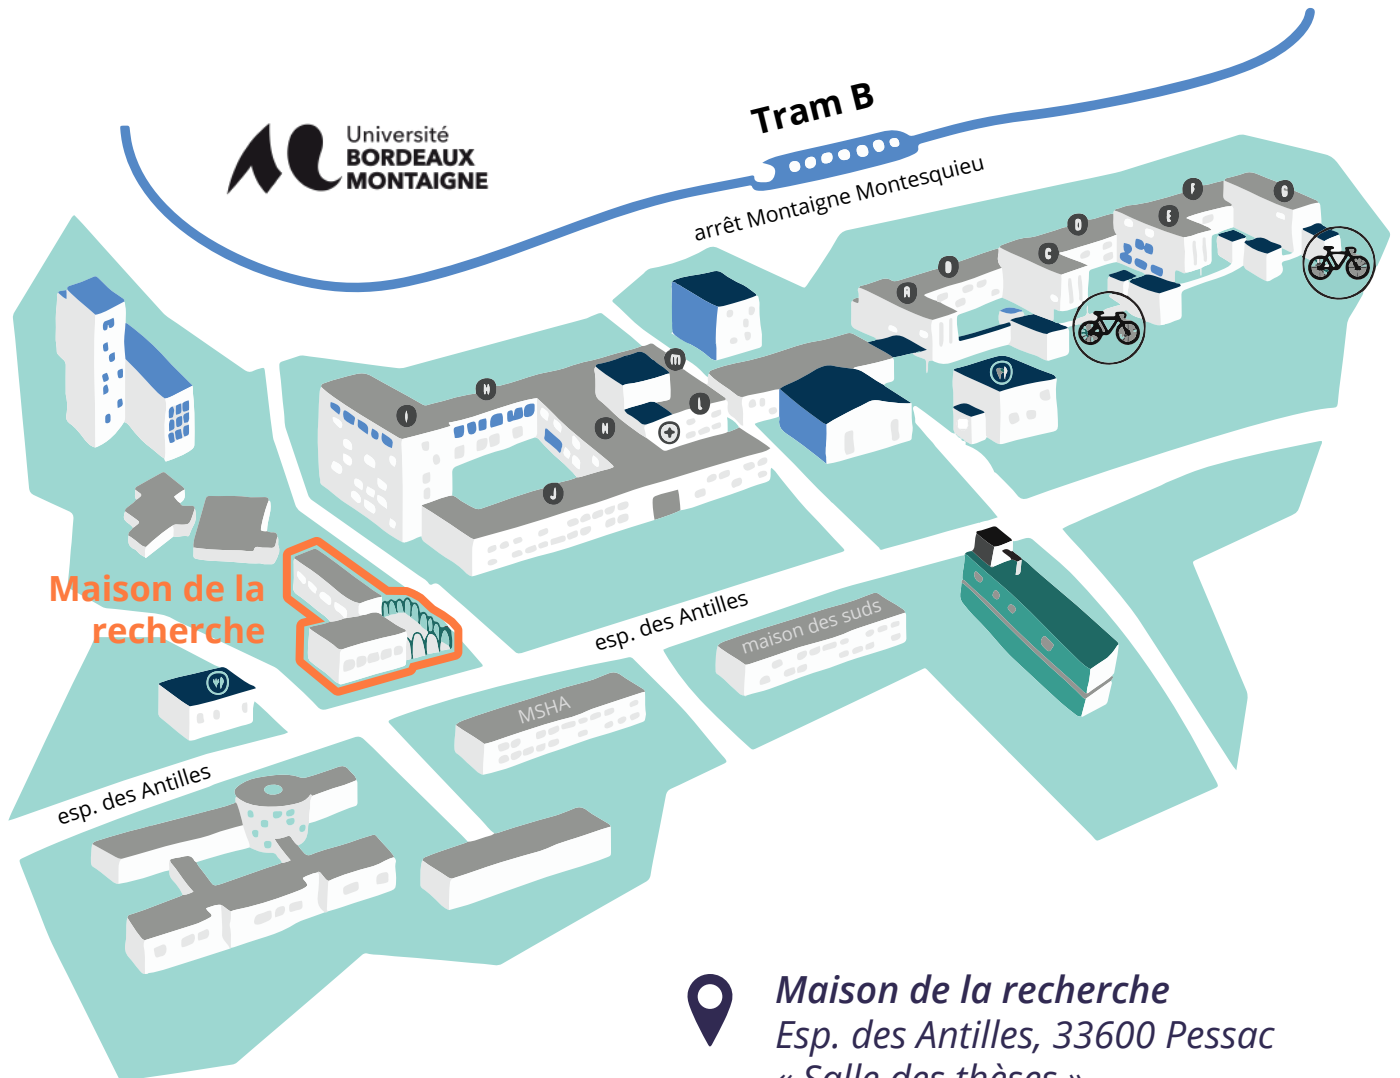 Tram B
Université
BORDEAUX
MONTAIGNE
arrêt Montaigne Montesquieu
F
G
E
D
C
D
A
M
H
L
I
H
J
Maison de la
recherche
esp. des Antilles
maison des suds
MSHA
esp. des Antilles
Maison de la recherche
Esp. des Antilles, 33600 Pessac
« Salle des thèses »